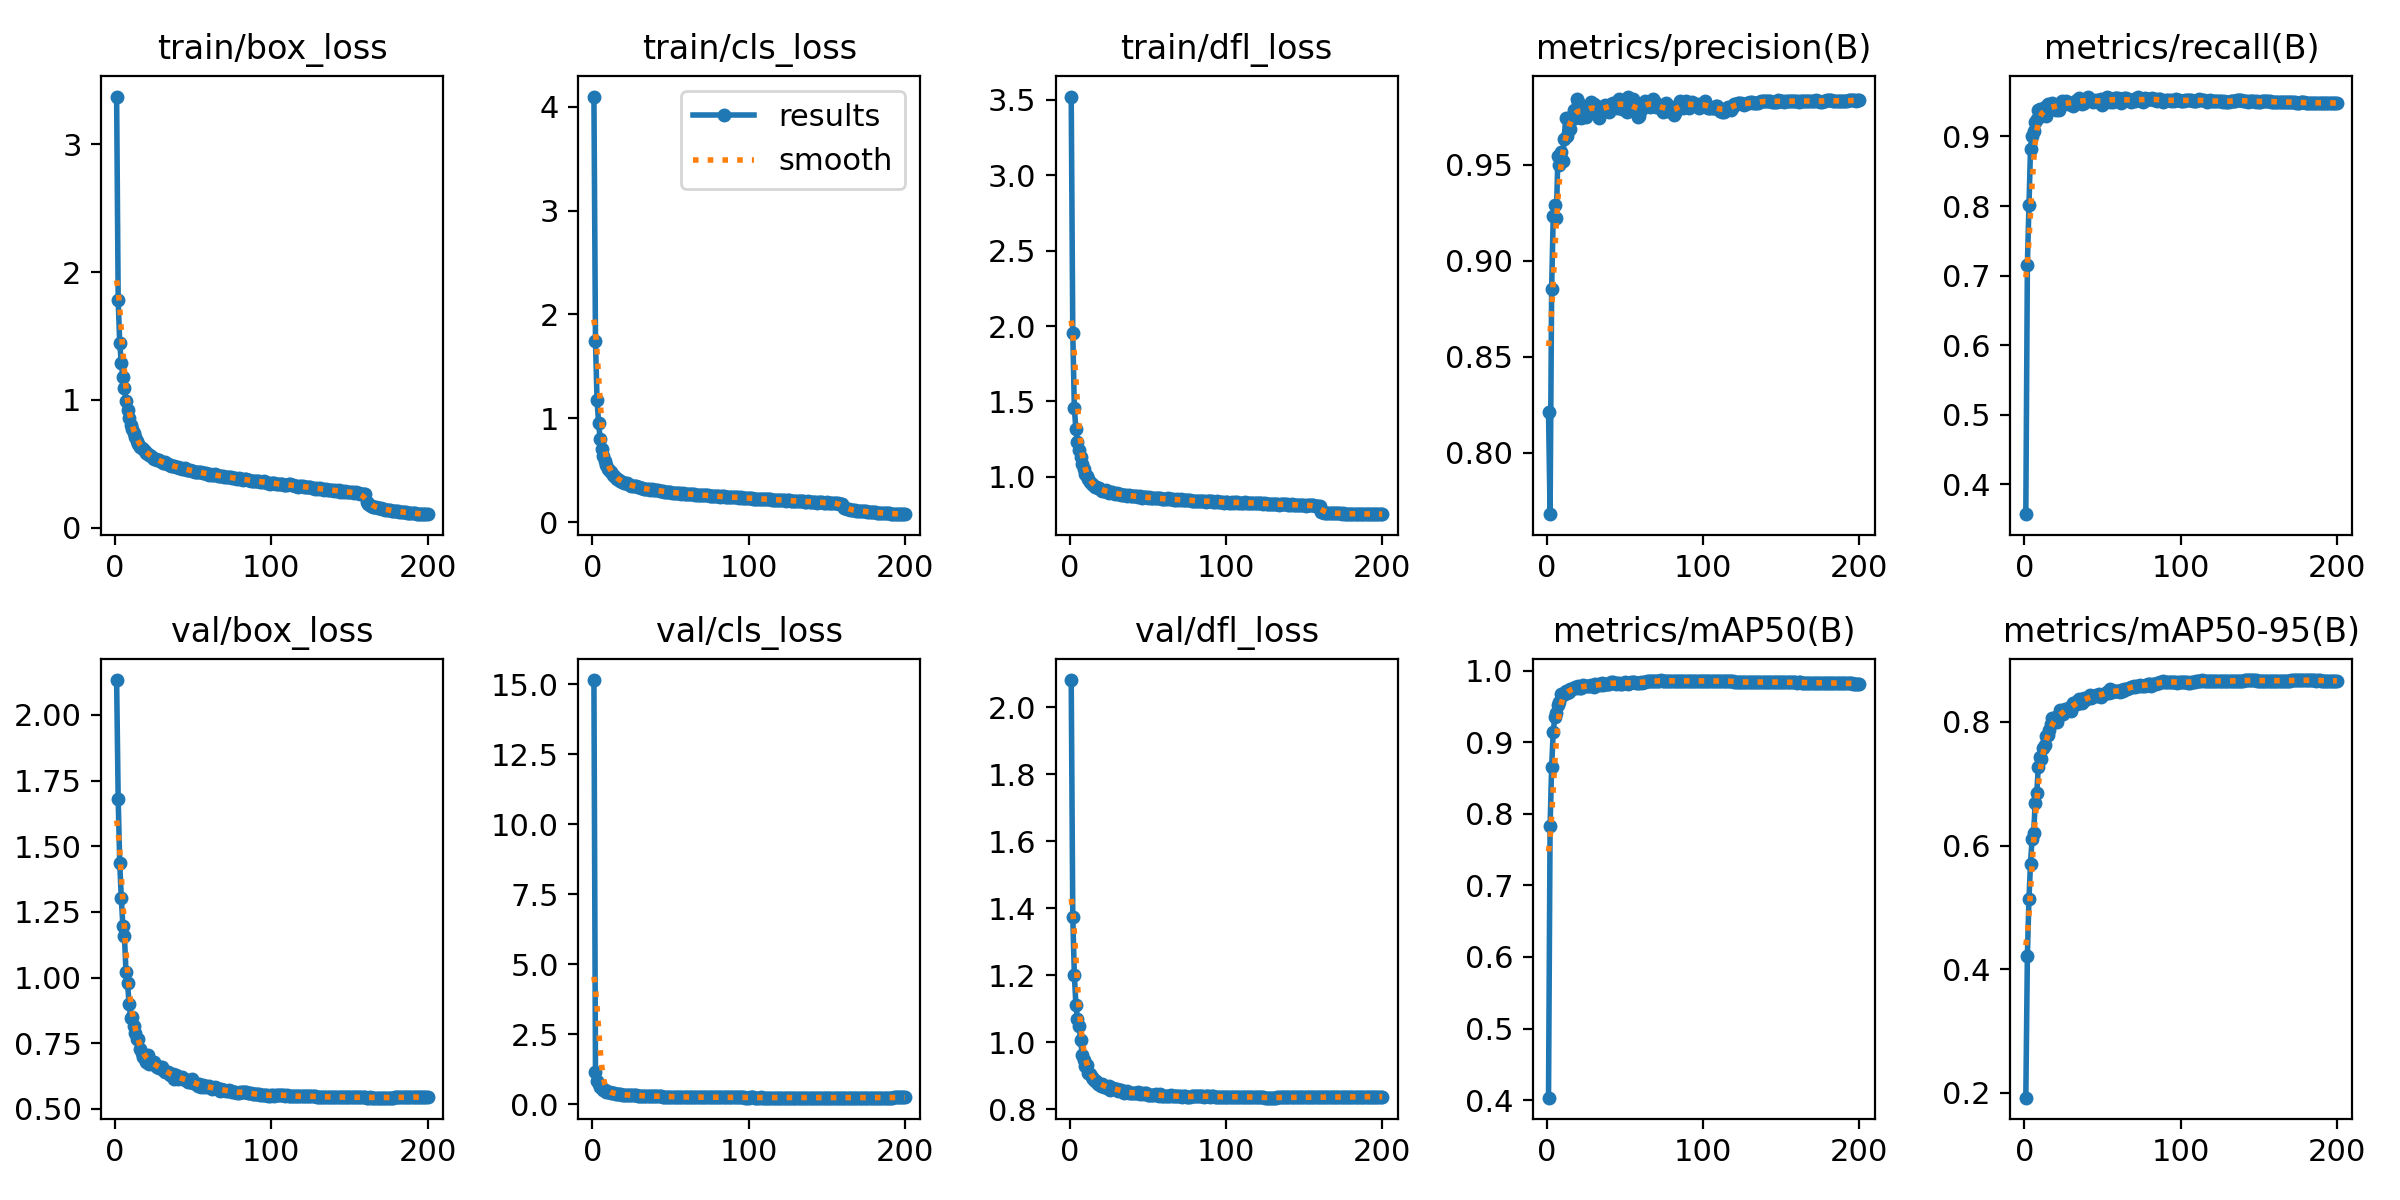 train/box_loss
train/cls_loss
train/dfl_loss
metrics/precision(B)
metrics/recall(B)
3
2
1
0
0 100 200
4
3
2
1
0
results
smooth
0 100 200
3.5
3.0
2.5
2.0
1.5
1.0
0 100 200
0.95
0.90
0.85
0.80
0 100 200
0.9
0.8
0.7
0.6
0.5
0.4
0 100 200
val/box_loss
val/cls_loss
val/dfl_loss
metrics/mAP50(B)
metrics/mAP50-95(B)
2.00
1.75
1.50
1.25
1.00
0.75
0.50
0 100 200
15.0
12.5
10.0
7.5
5.0
2.5
0.0
0 100 200
2.0
1.8
1.6
1.4
1.2
1.0
0.8
0 100 200
1.0
0.9
0.8
0.7
0.6
0.5
0.4
0 100 200
0.8
0.6
0.4
0.2
0 100 200